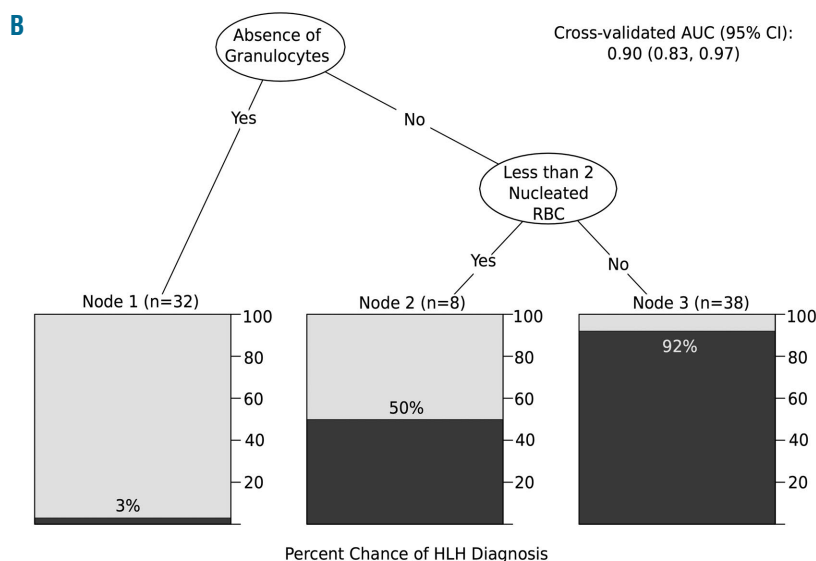 B
Absence of
Granulocytes
Cross-validated AUC (95% CI):
0.90 (0.83, 0.97)
Yes
No
Less than 2
Nucleated
RBC
Yes
No
Node 1 (n=32)
Node 2 (n=8)
Node 3 (n=38)
100
80
60
40
20
3%
100
80
60
40
20
50%
100
80
60
40
20
92%
Percent Chance of HLH Diagnosis